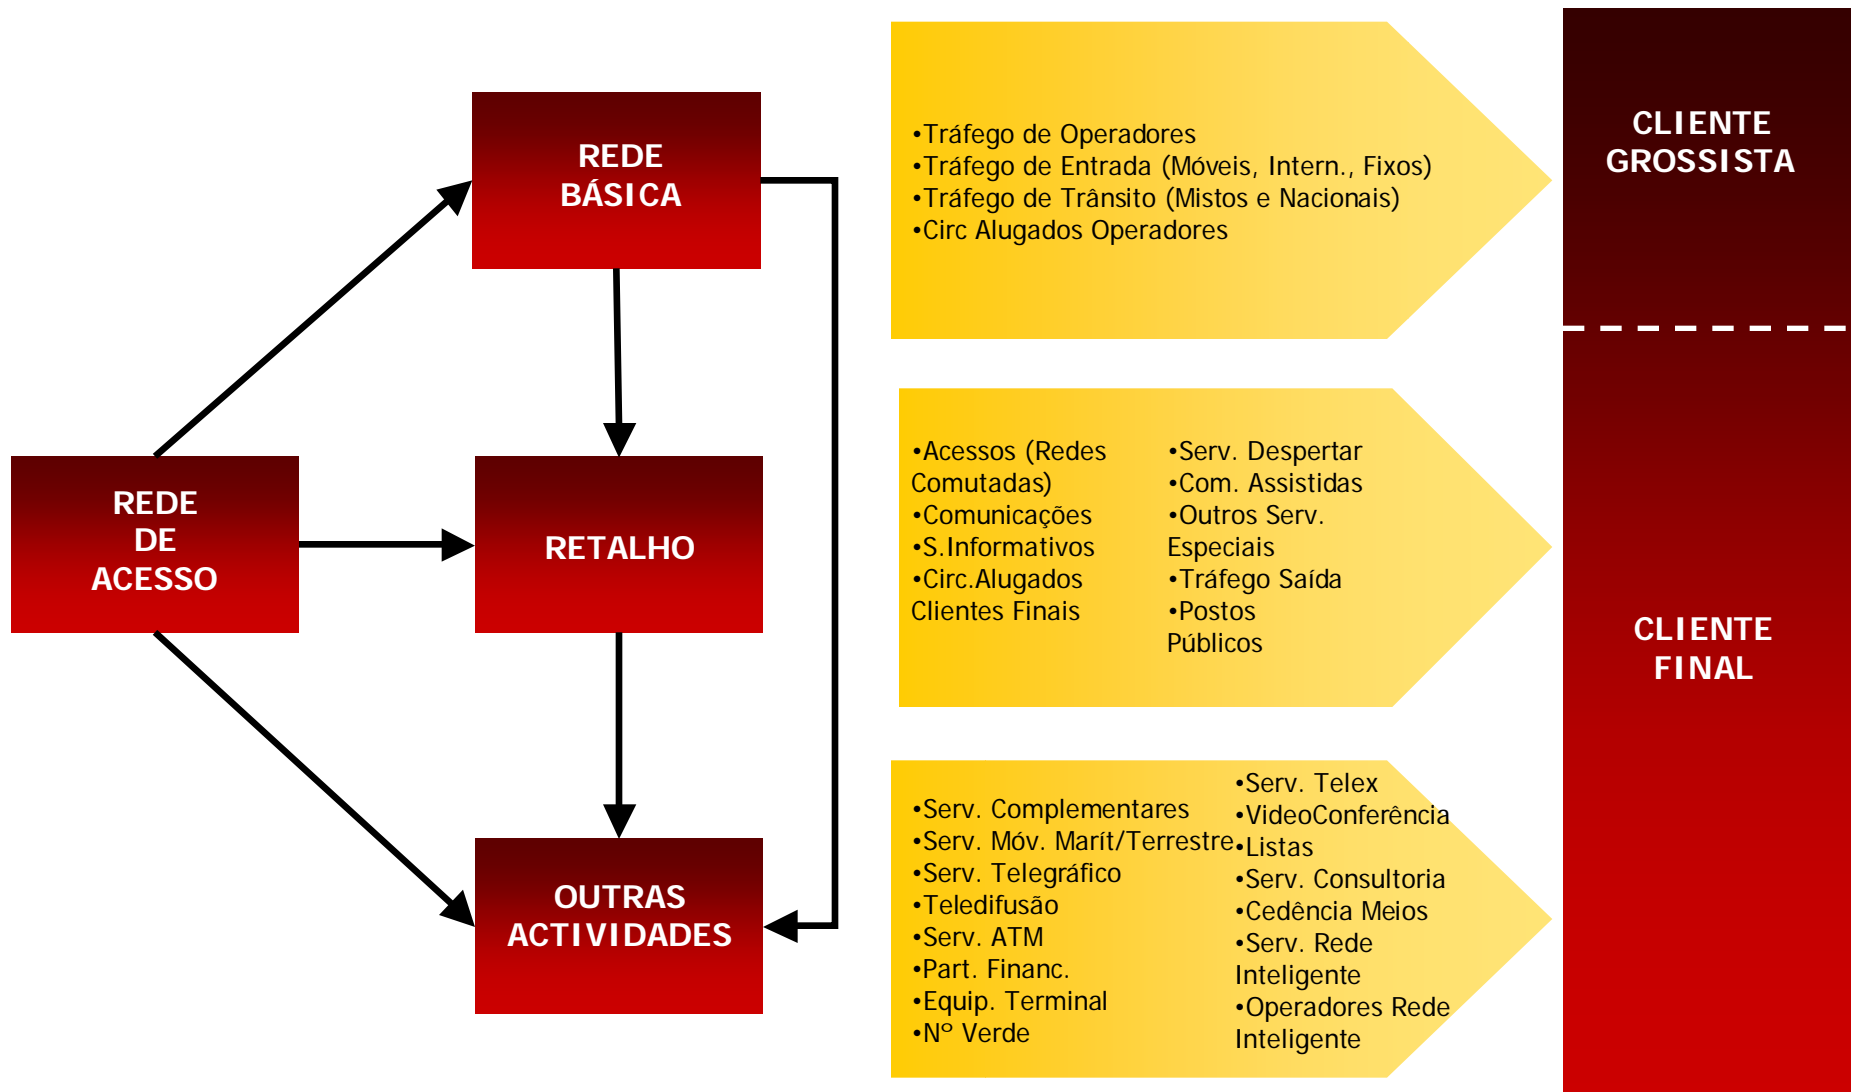 REDE
BÁSICA
REDE
DE
ACESSO
RETALHO
OUTRAS
ACTIVIDADES
•Tráfego de Operadores
•Tráfego de Entrada (Móveis, Intern., Fixos)
•Tráfego de Trânsito (Mistos e Nacionais)
•Circ Alugados Operadores
•Acessos (Redes
Comutadas)
•Comunicações
•S.Informativos
•Circ.Alugados
Clientes Finais
•Serv. Despertar
•Com. Assistidas
•Outros Serv.
Especiais
•Tráfego Saída
•Postos
Públicos
•Serv. Complementares
•Serv. Móv. Marít/Terrestre
•Serv. Telegráfico
•Teledifusão
•Serv. ATM
•Part. Financ.
•Equip. Terminal
•Nº Verde
•Serv. Telex
•VideoConferência
•Listas
•Serv. Consultoria
•Cedência Meios
•Serv. Rede
Inteligente
•Operadores Rede
Inteligente
CLIENTE
GROSSISTA
CLIENTE
FINAL